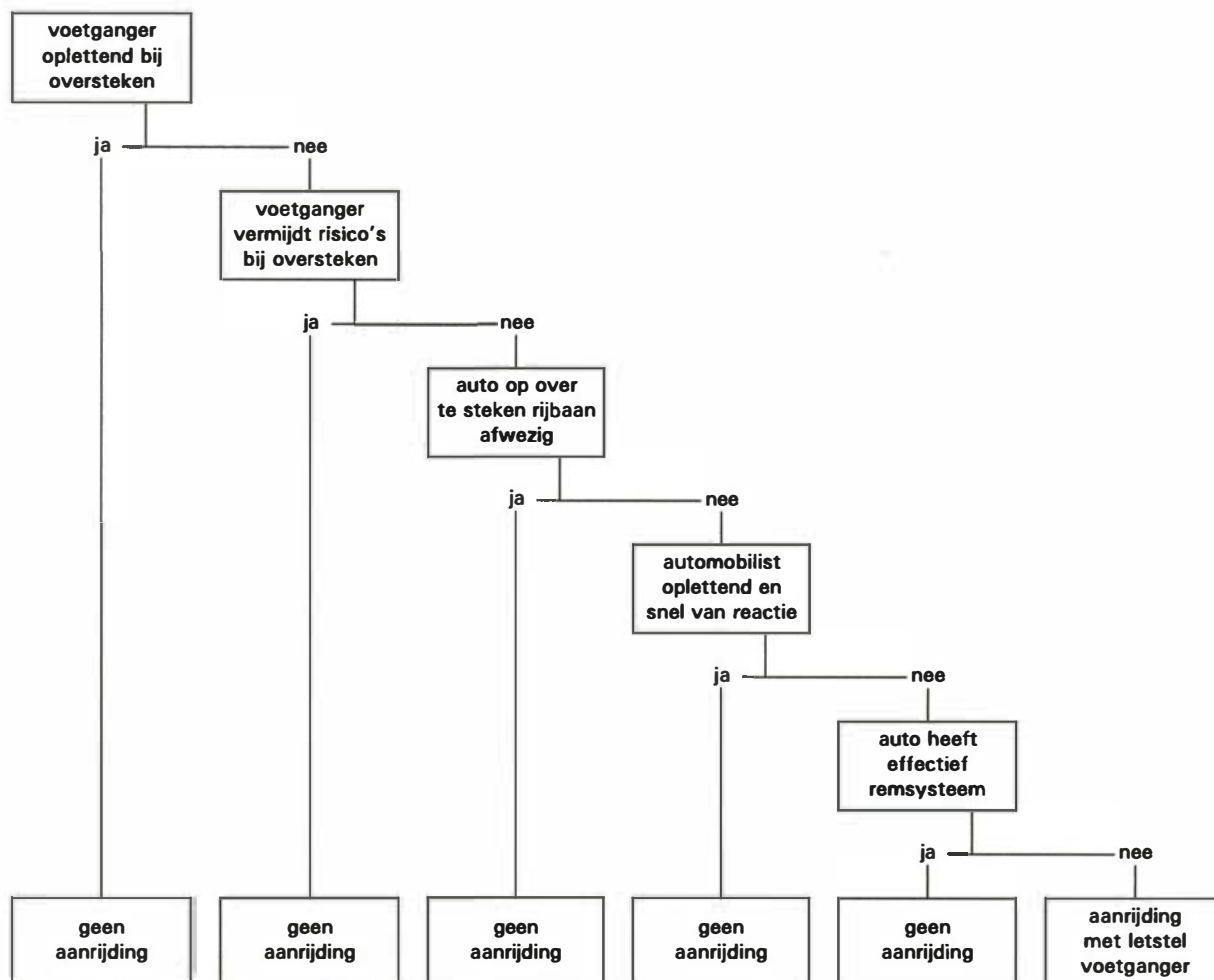 voetganger
oplettend bij
oversteken
ja
nee
voetganger
vermijdt risico's
bij oversteken
ja
nee
auto op over
te steken rijbaan
afwezig
ja
nee
automobilist
oplettend en
snel van reactie
ja
nee
auto heeft
effectief
remsysteem
ja
nee
geen
aanrijding
geen
aanrijding
geen
aanrijding
geen
aanrijding
geen
aanrijding
aanrijding
met letstel
voetganger